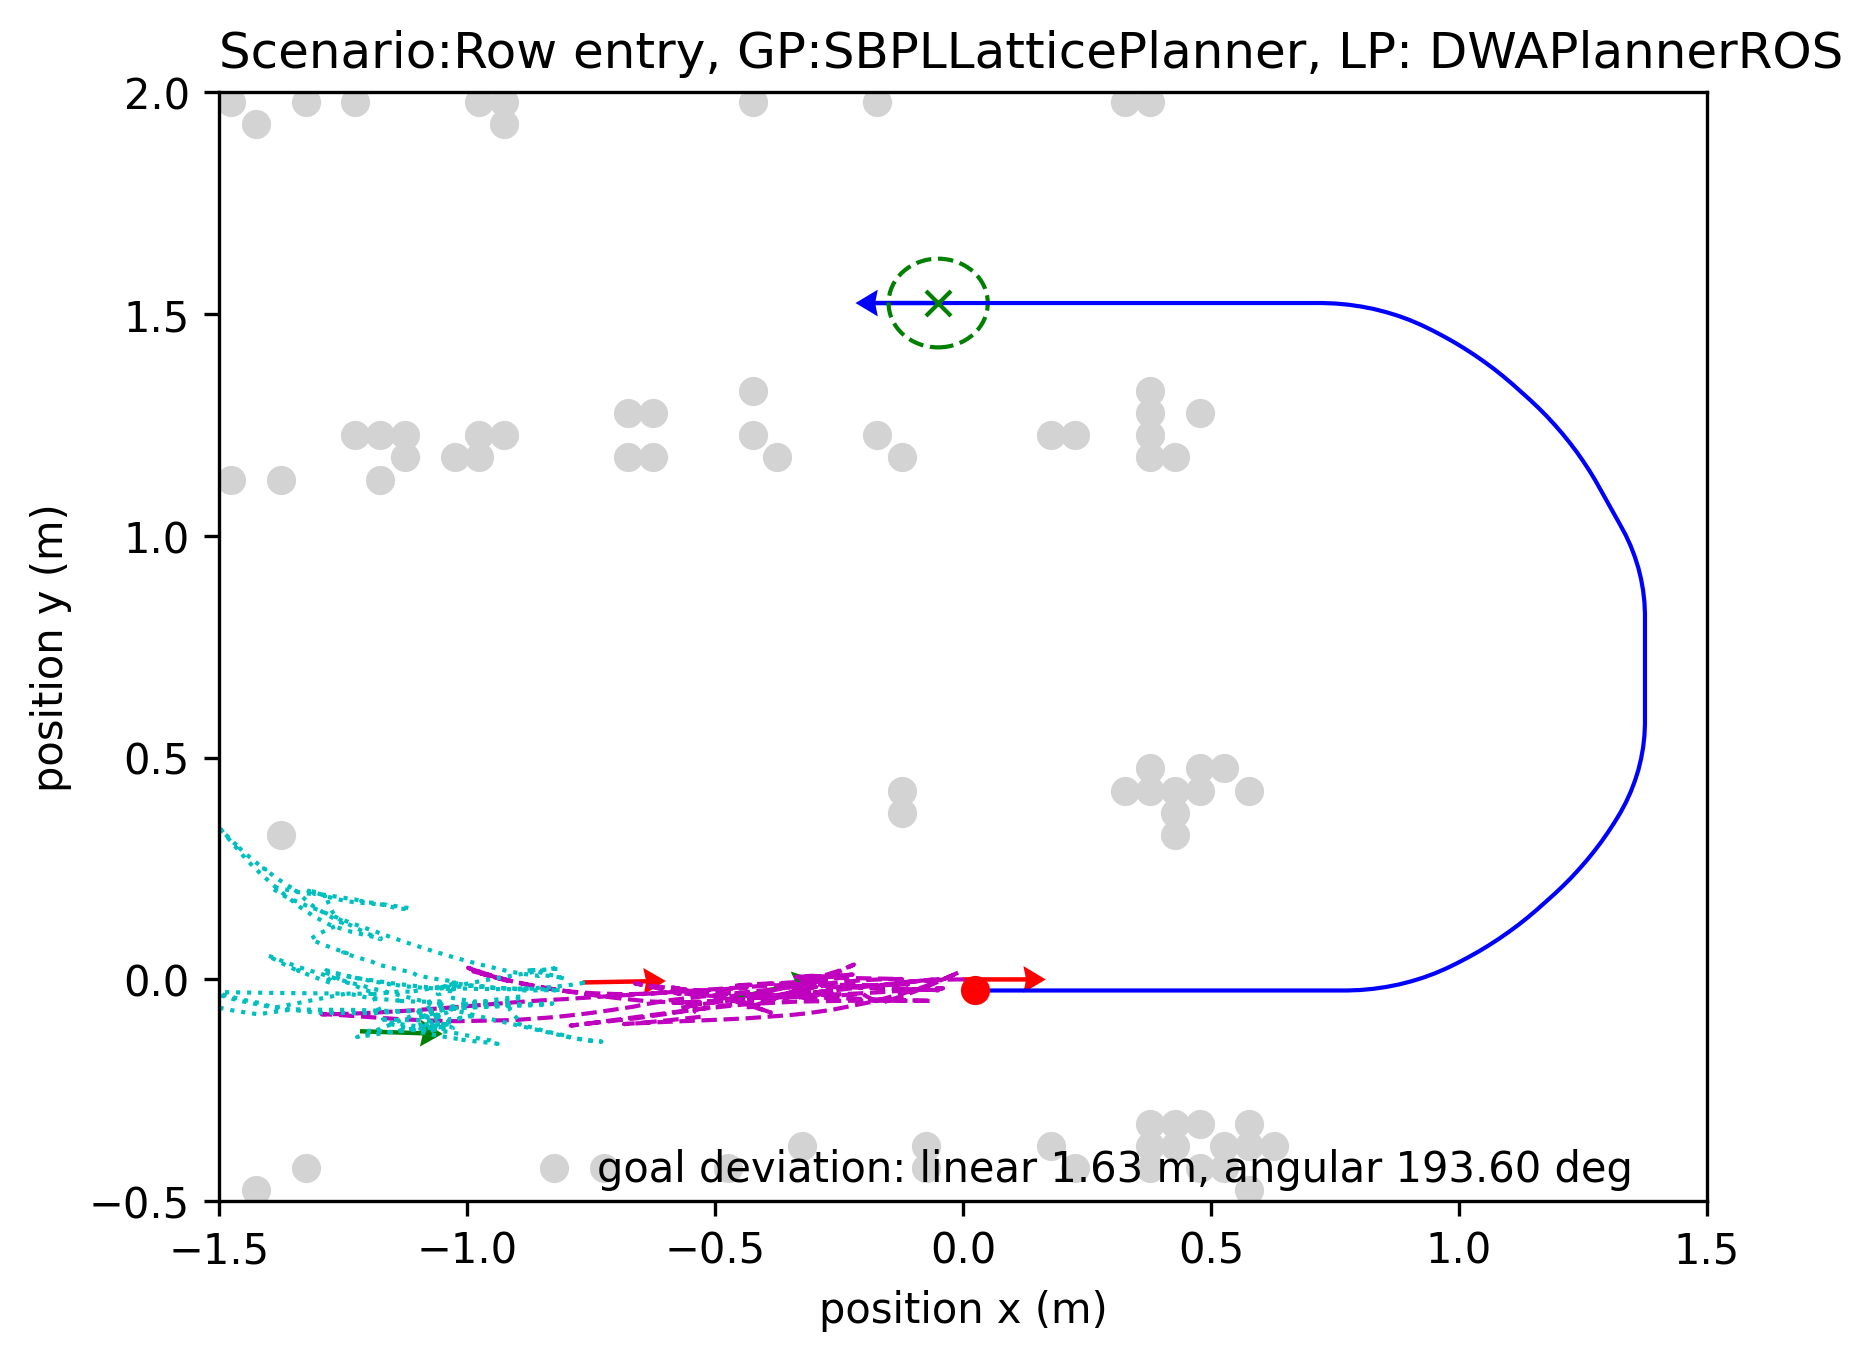 Scenario:Row entry, GP:SBPLLatticePlanner, LP: DWAPlannerROS
2.0
1.5
1.0
0.5
0.0
−0.5
position y (m)
goal deviation: linear 1.63 m, angular 193.60 deg
−1.5 −1.0 −0.5 0.0 0.5 1.0 1.5
position x (m)